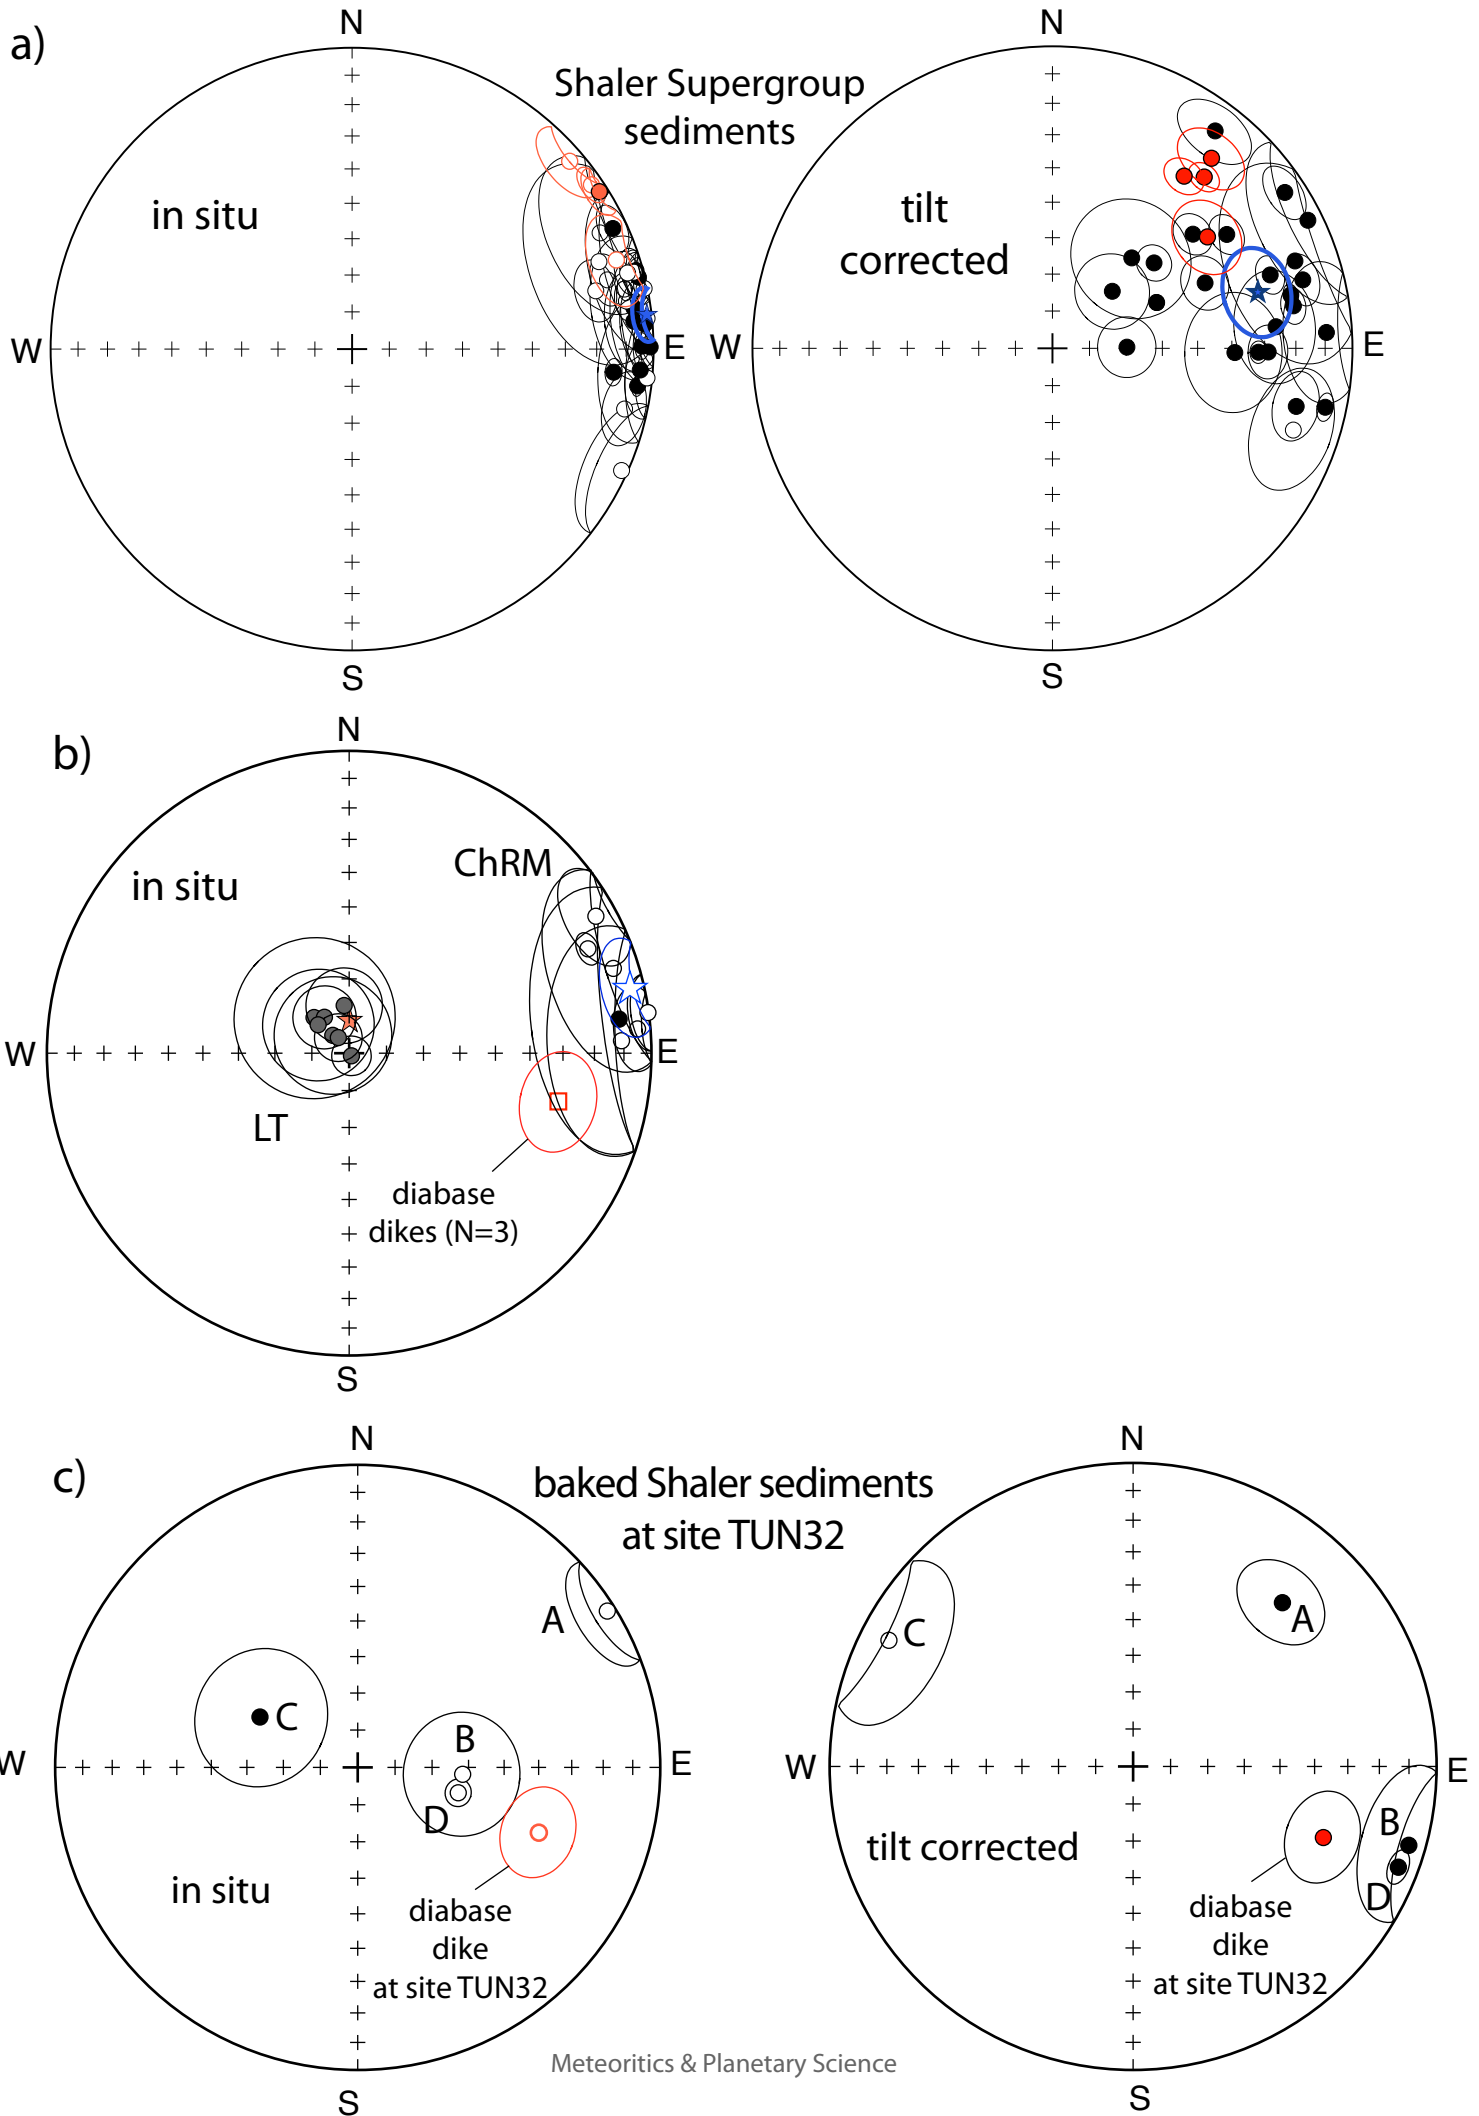 a)
N
N
Shaler Supergroup
sediments
in situ
tilt
corrected
W
E
W
E
S
S
b)
N
ChRM
in situ
W
E
LT
diabase
dikes (N=3)
S
c)
N
N
baked Shaler sediments
at site TUN32
A
C
A
C
B
W
E
W
E
D
B
tilt corrected
in situ
D
diabase
dike
at site TUN32
diabase
dike
at site TUN32
Meteoritics & Planetary Science
S
S